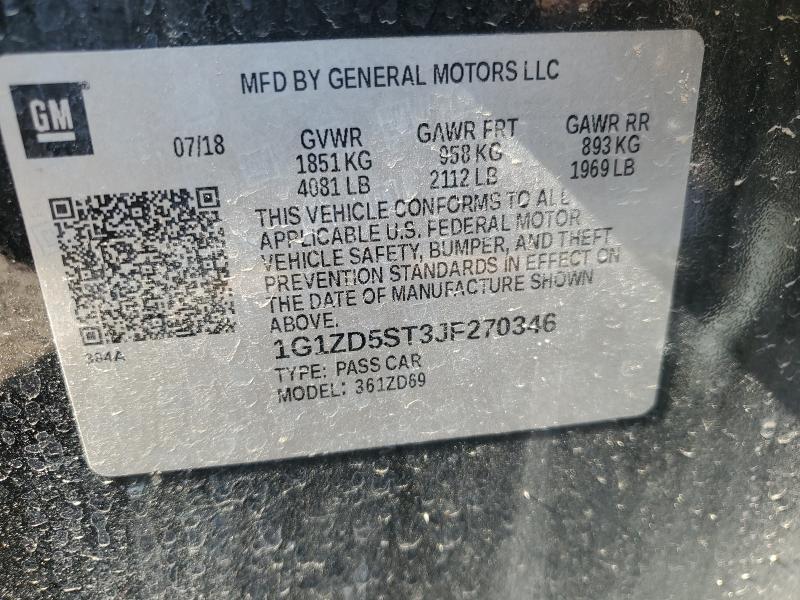 MFD BY GENERAL MOTORS LLC
GM
07/18 GVWR GAWR FRT GAWR RR
1851 KG 958 KG 893 KG
4081 LB 2112 LB 1969 LB
THIS VEHICLE CONFORMS TO ALL
APPLICABLE U.S. FEDERAL MOTOR
VEHICLE SAFETY, BUMPER, AND THEFT
PREVENTION STANDARDS IN EFFECT ON
THE DATE OF MANUFACTURE SHOWN
ABOVE.
384A
1G1ZD5ST3JF270346
TYPE: PASS CAR
MODEL: 361ZD69